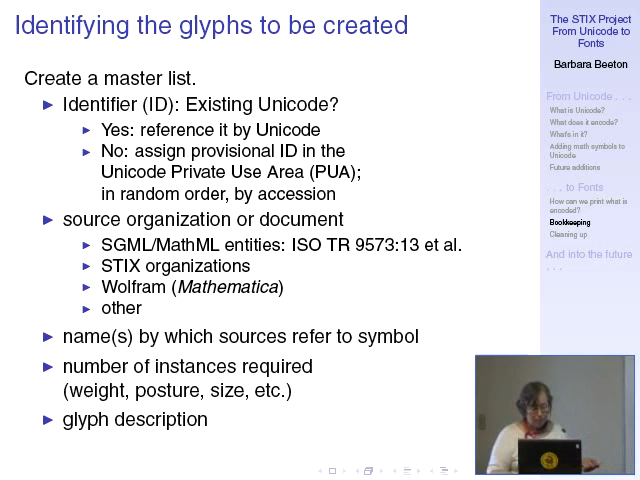 Identifying the glyphs to be created
Create a master list.
Identifier (ID): Existing Unicode?
Yes: reference it by Unicode
No: assign provisional ID in the
Unicode Private Use Area (PUA);
in random order, by accession
source organization or document
SGML/MathML entities: ISO TR 9573:13 et al.
STIX organizations
Wolfram (Mathematica)
other
name(s) by which sources refer to symbol
number of instances required
(weight, posture, size, etc.)
glyph description
The STIX Project
From Unicode to
Fonts
Barbara Beeton
From Unicode . . .
What is Unicode?
What does it encode?
What's in it?
Adding math symbols to
Unicode
Future additions
. . . to Fonts
How can we print what is
encoded?
Bookkeeping
Cleaning up
And into the future
. . .